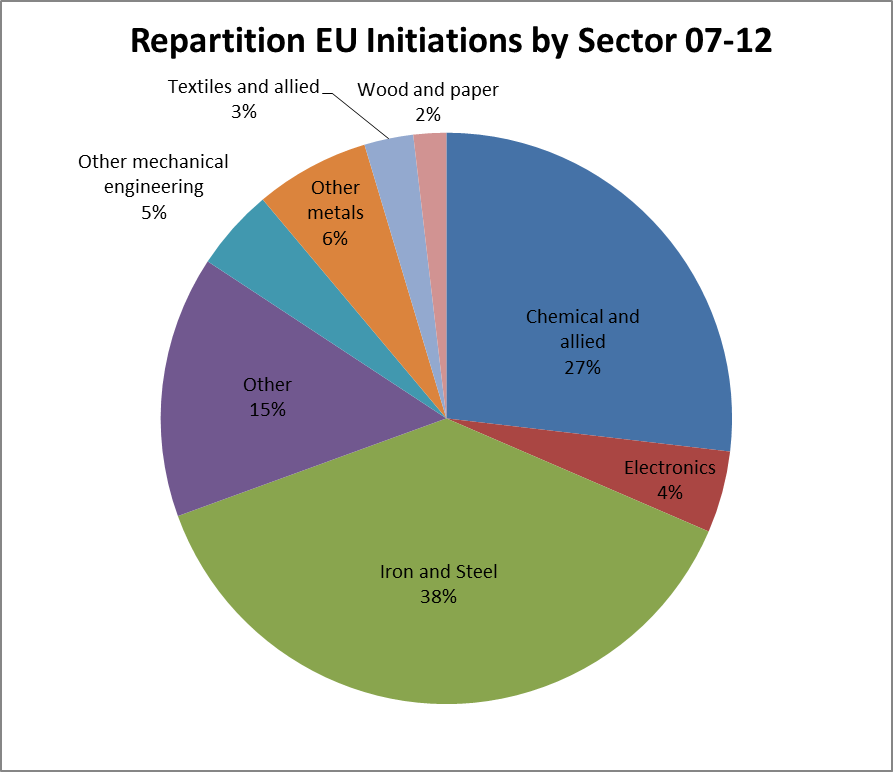 Repartition EU Initiations by Sector 07-12
Textiles and allied
3%
Wood and paper
2%
Other mechanical
engineering
5%
Other
metals
6%
Chemical and
allied
27%
Other
15%
Electronics
4%
Iron and Steel
38%